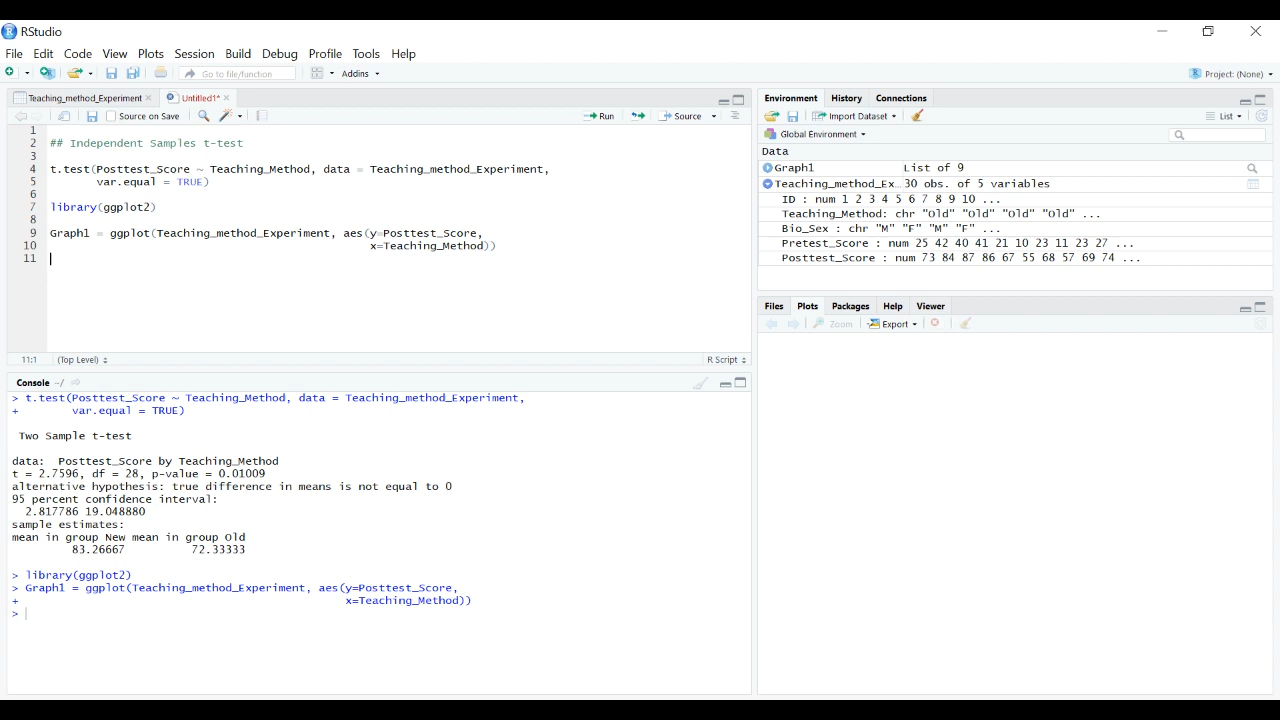 RStudio
File Edit Code View Plots Session Build Debug Profile Tools Help
Go to file/function Addins Project: (None)
Teaching_method_Experiment Untitled1*
Source on Save Run Source
1
2 ## Independent Samples t-test
3
4 t.test(Posttest_Score ~ Teaching_Method, data = Teaching_method_Experiment,
5 var.equal = TRUE)
6
7 library(ggplot2)
8
9 Graph1 = ggplot(Teaching_method_Experiment, aes(y=Posttest_Score,
10 x=Teaching_Method))
11
11:1 (Top Level) R Script
Console ~/
> t.test(Posttest_Score ~ Teaching_Method, data = Teaching_method_Experiment,
+ var.equal = TRUE)
Two Sample t-test
data: Posttest_Score by Teaching_Method
t = 2.7596, df = 28, p-value = 0.01009
alternative hypothesis: true difference in means is not equal to 0
95 percent confidence interval:
2.817786 19.048880
sample estimates:
mean in group New mean in group Old
83.26667 72.33333
> library(ggplot2)
> Graph1 = ggplot(Teaching_method_Experiment, aes(y=Posttest_Score,
+ x=Teaching_Method))
>
Environment History Connections
Import Dataset List
Global Environment
Data
Graph1 List of 9
Teaching_method_Ex… 30 obs. of 5 variables
ID : num 1 2 3 4 5 6 7 8 9 10 ...
Teaching_Method: chr "Old" "Old" "Old" "Old" ...
Bio_Sex : chr "M" "F" "M" "F" ...
Pretest_Score : num 25 42 40 41 21 10 23 11 23 27 ...
Posttest_Score : num 73 84 87 86 67 55 68 57 69 74 ...
Files Plots Packages Help Viewer
Zoom Export